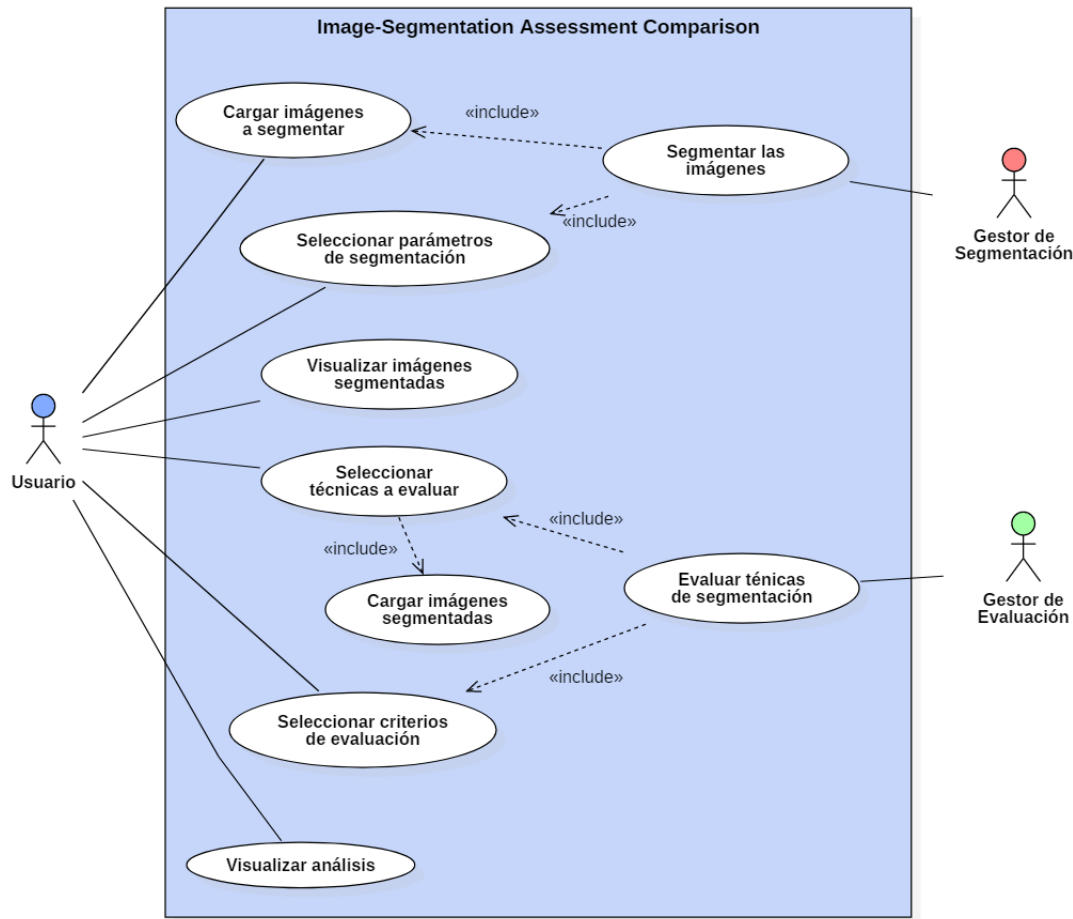 Image-Segmentation Assessment Comparison
Cargar imágenes
a segmentar
«include»
Segmentar las
imágenes
Gestor de
Segmentación
«include»
Seleccionar parámetros
de segmentación
Visualizar imágenes
segmentadas
Usuario
Seleccionar
técnicas a evaluar
«include»
«include»
Evaluar ténicas
de segmentación
Gestor de
Evaluación
Cargar imágenes
segmentadas
«include»
Seleccionar criterios
de evaluación
Visualizar análisis